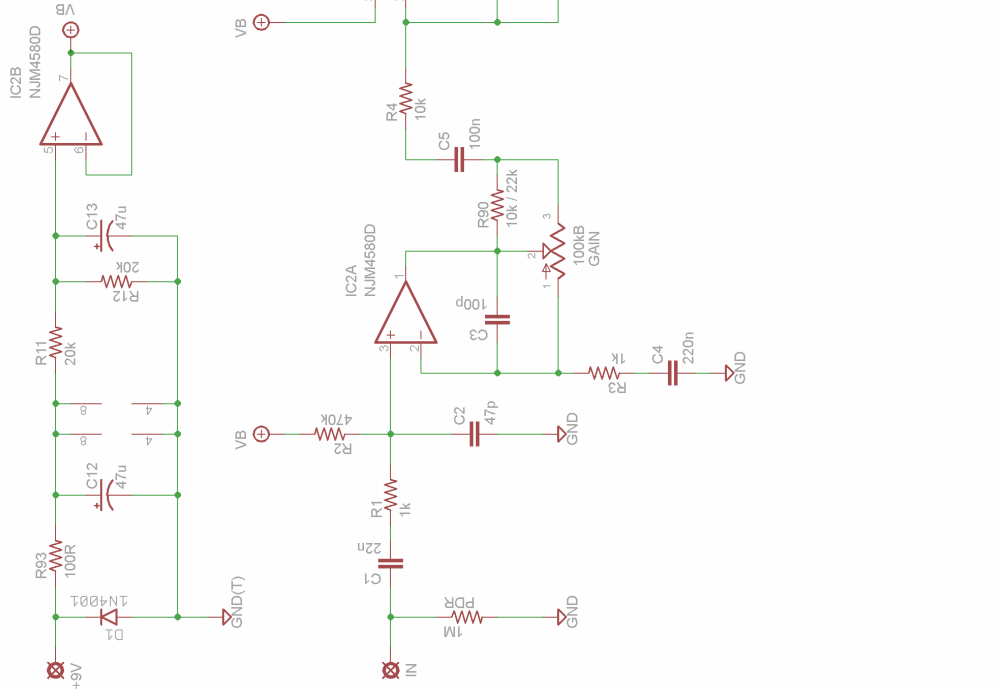 VB
IC2B
NJM4580D
7
+
–
5
6
C13
47u
+
20k
R12
R11
20k
8
4
8
4
C12
47u
+
R93
100R
1N4001
D1
GND(T)
+9V
VB
R4
10k
C5
100n
R90
10k / 22k
3
2
1
100kB
GAIN
IC2A
NJM4580D
1
+
–
3
2
100p
C3
1k
R3
C4
220n
GND
VB
470k
R2
C2
47p
GND
R1
1k
22n
C1
PDR
1M
GND
IN